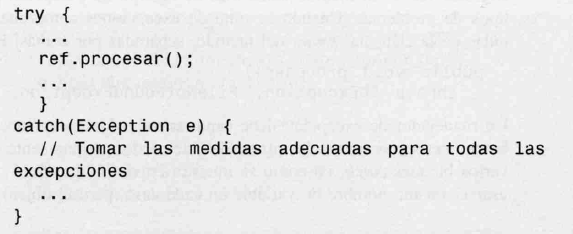 try {
...
ref.procesar();
...
}
catch(Exception e) {
// Tomar las medidas adecuadas para todas las
excepciones
...
}